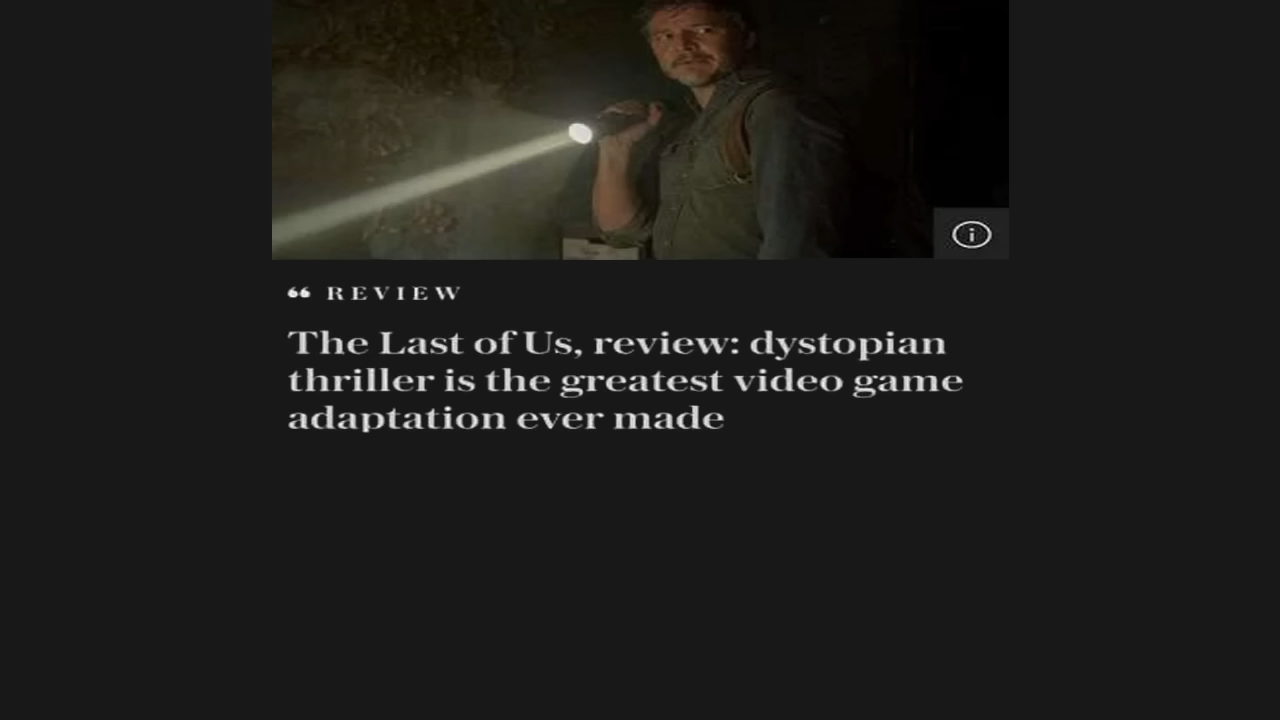 ❝ REVIEW
The Last of Us, review: dystopian
thriller is the greatest video game
adaptation ever made